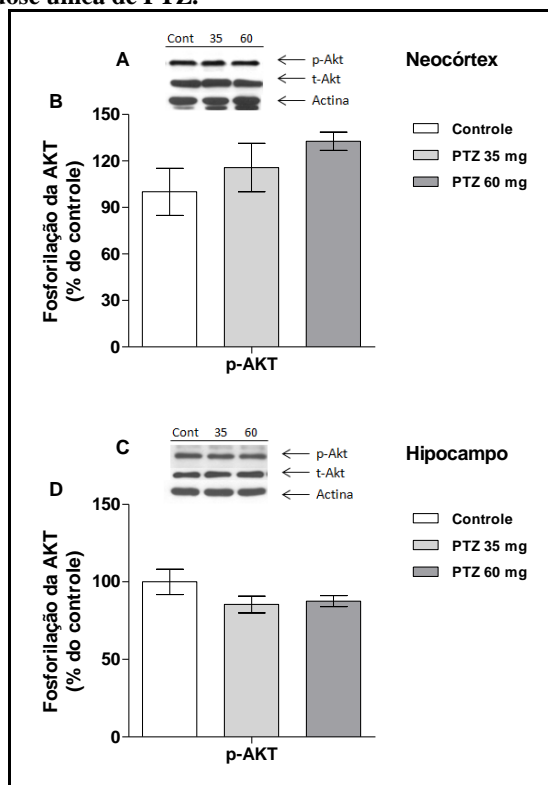 dose única de PTZ.
Cont 35 60
A
p-Akt
Neocórtex
t-Akt
B
Actina
150
120
90
60
30
0
Fosforilação da AKT
(% do controle)
Controle
PTZ 35 mg
PTZ 60 mg
p-AKT
Cont 35 60
C
p-Akt
Hipocampo
t-Akt
D
Actina
150
100
50
0
Fosforilação da AKT
(% do controle)
Controle
PTZ 35 mg
PTZ 60 mg
p-AKT